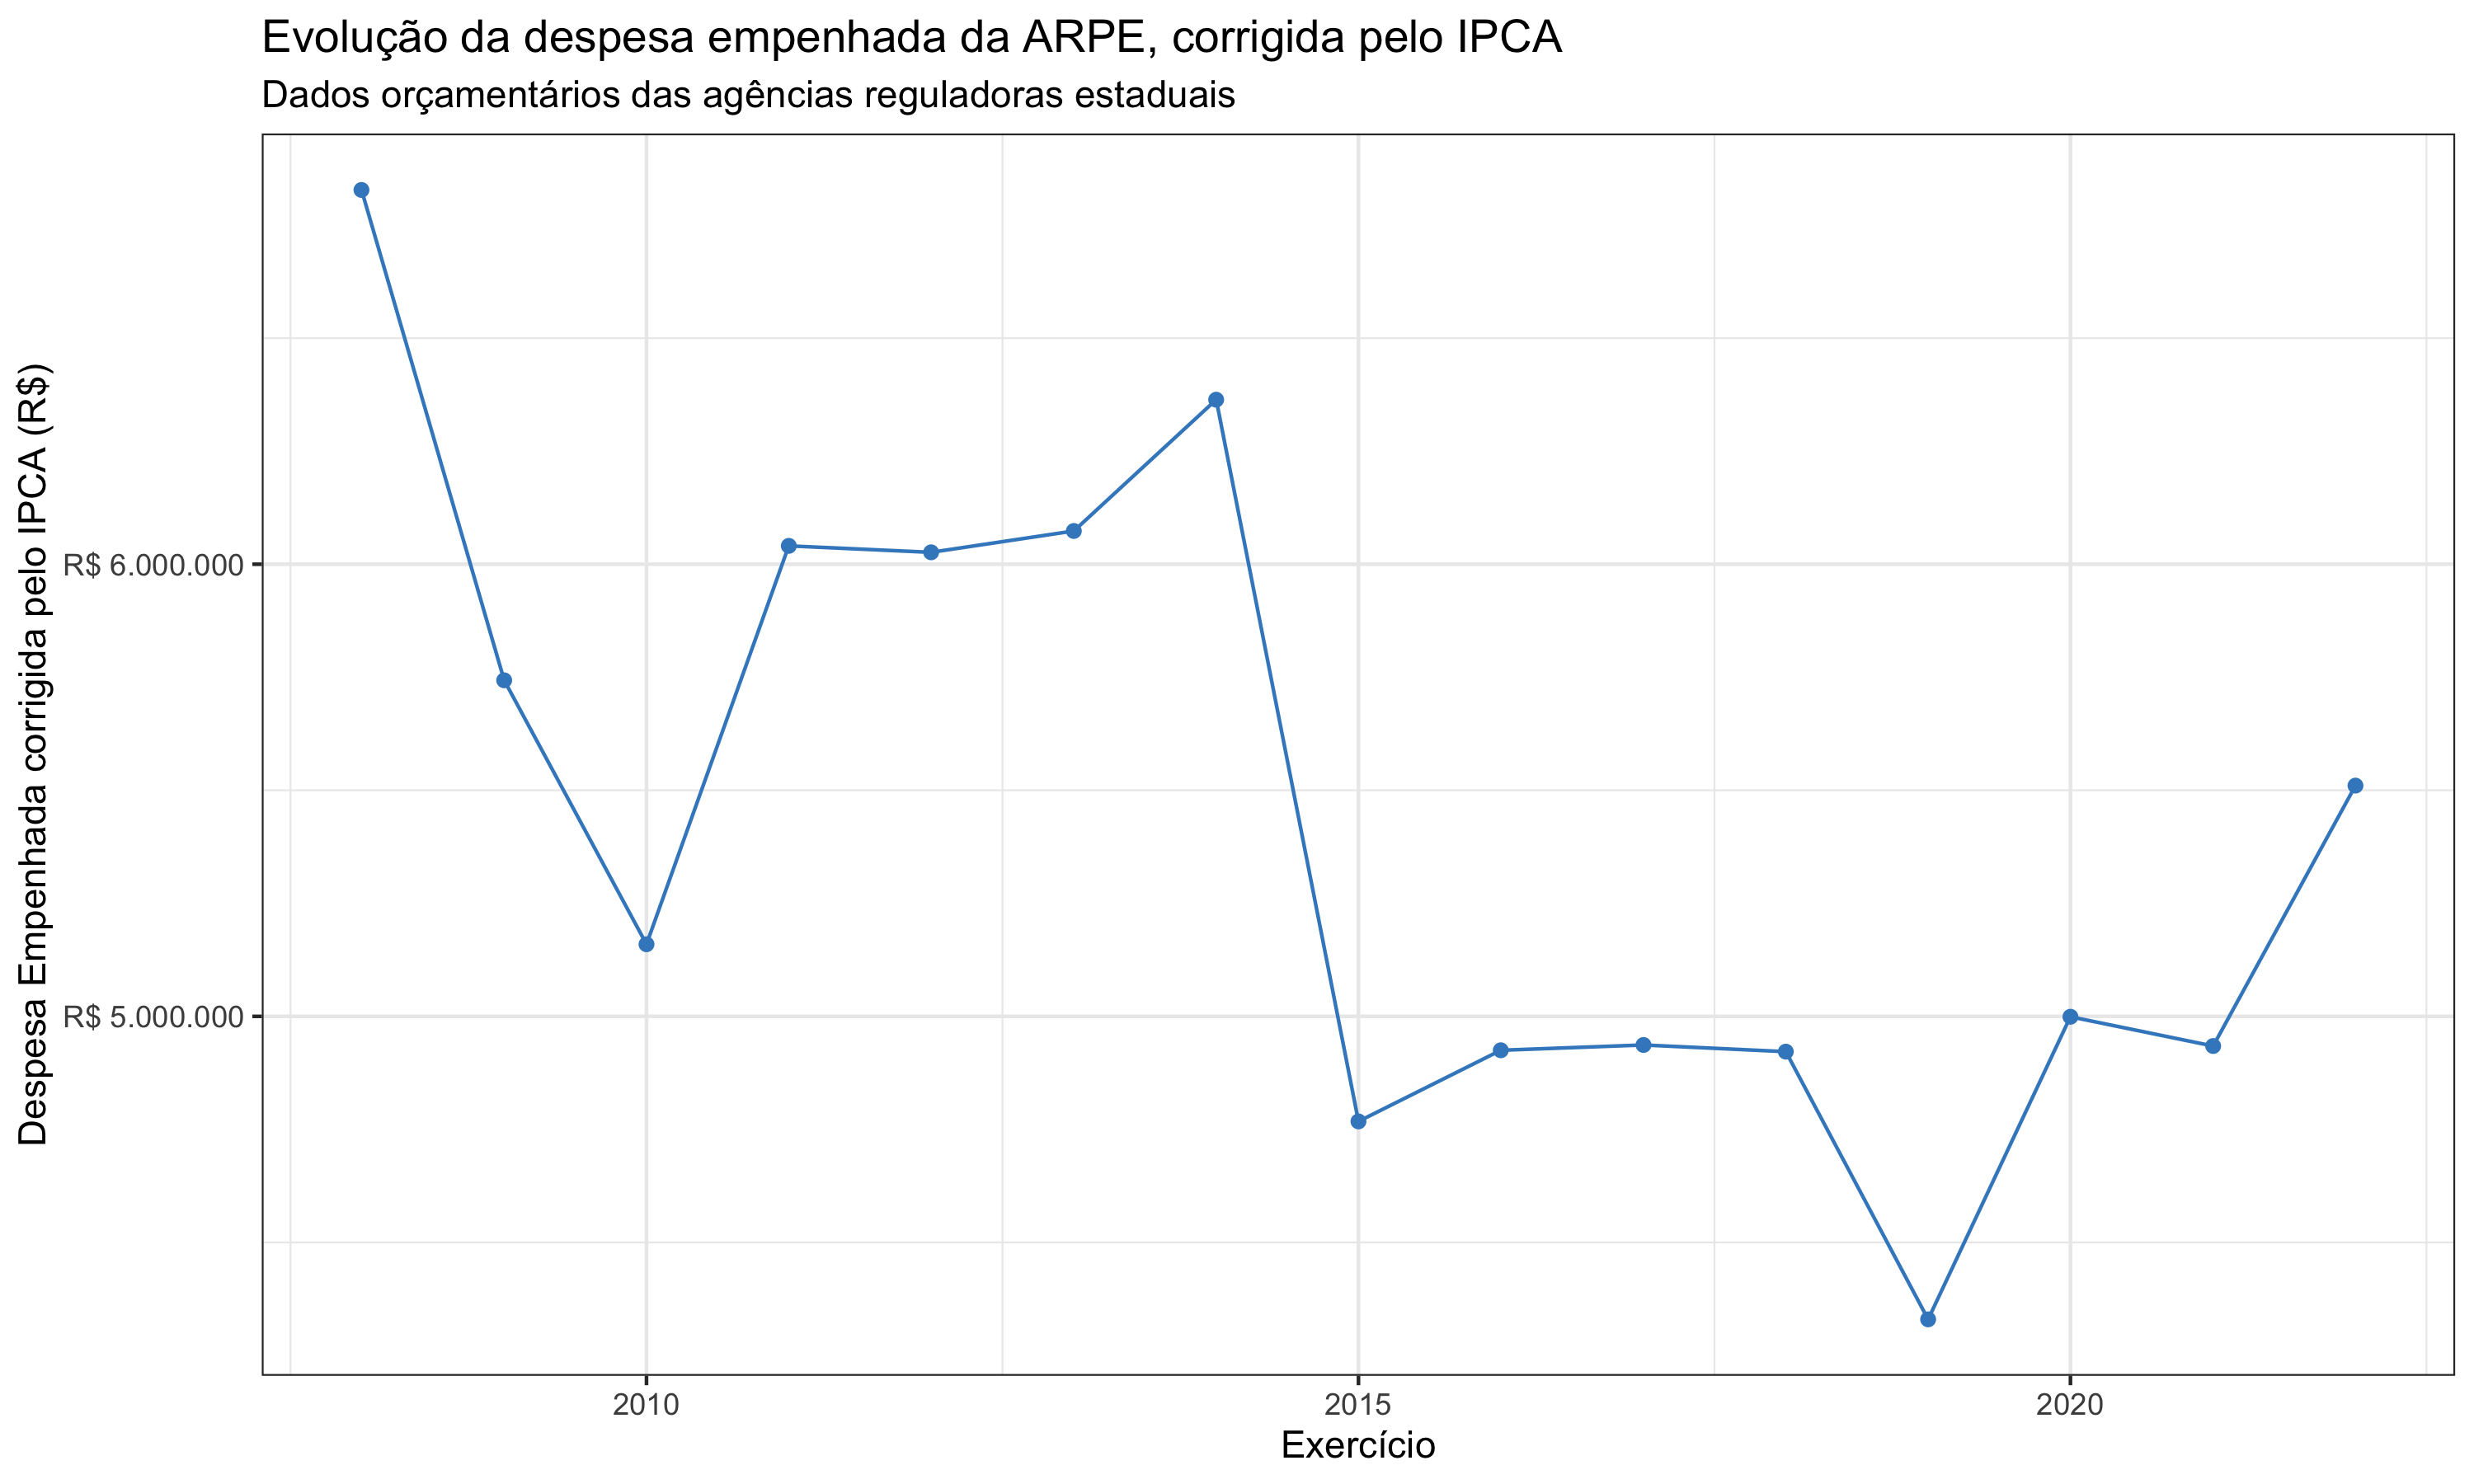 Evolução da despesa empenhada da ARPE, corrigida pelo IPCA
Dados orçamentários das agências reguladoras estaduais
Despesa Empenhada corrigida pelo IPCA (R$)
R$ 6.000.000
R$ 5.000.000
2010
2015
2020
Exercício